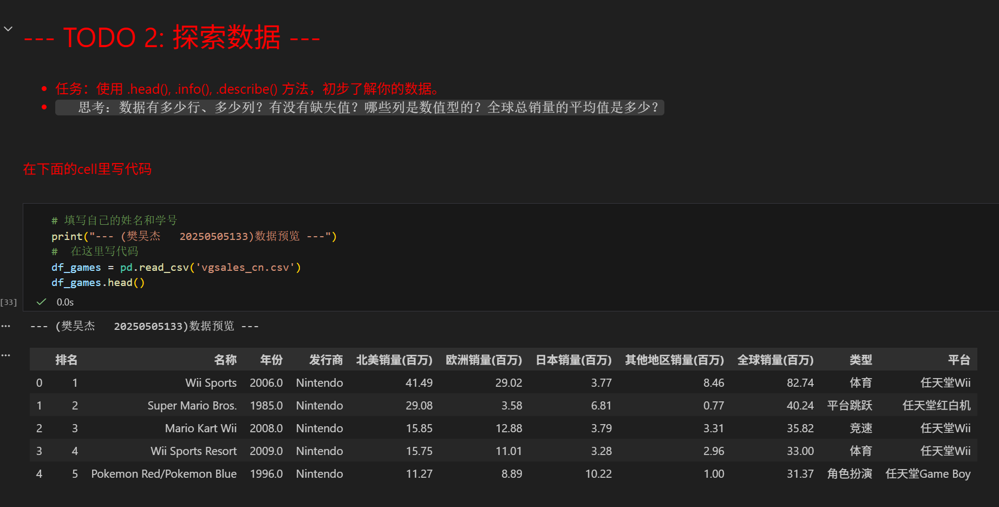 --- TODO 2: 探索数据 ---
• 任务：使用 .head(), .info(), .describe() 方法，初步了解你的数据。
• 思考：数据有多少行、多少列？有没有缺失值？哪些列是数值型的？全球总销量的平均值是多少？
在下面的cell里写代码
# 填写自己的姓名和学号
print("--- (樊昊杰   20250505133)数据预览 ---")
#  在这里写代码
df_games = pd.read_csv('vgsales_cn.csv')
df_games.head()
[33] ✓ 0.0s
--- (樊昊杰   20250505133)数据预览 ---
排名 名称 年份 发行商 北美销量(百万) 欧洲销量(百万) 日本销量(百万) 其他地区销量(百万) 全球销量(百万) 类型 平台
0 1 Wii Sports 2006.0 Nintendo 41.49 29.02 3.77 8.46 82.74 体育 任天堂Wii
1 2 Super Mario Bros. 1985.0 Nintendo 29.08 3.58 6.81 0.77 40.24 平台跳跃 任天堂红白机
2 3 Mario Kart Wii 2008.0 Nintendo 15.85 12.88 3.79 3.31 35.82 竞速 任天堂Wii
3 4 Wii Sports Resort 2009.0 Nintendo 15.75 11.01 3.28 2.96 33.00 体育 任天堂Wii
4 5 Pokemon Red/Pokemon Blue 1996.0 Nintendo 11.27 8.89 10.22 1.00 31.37 角色扮演 任天堂Game Boy